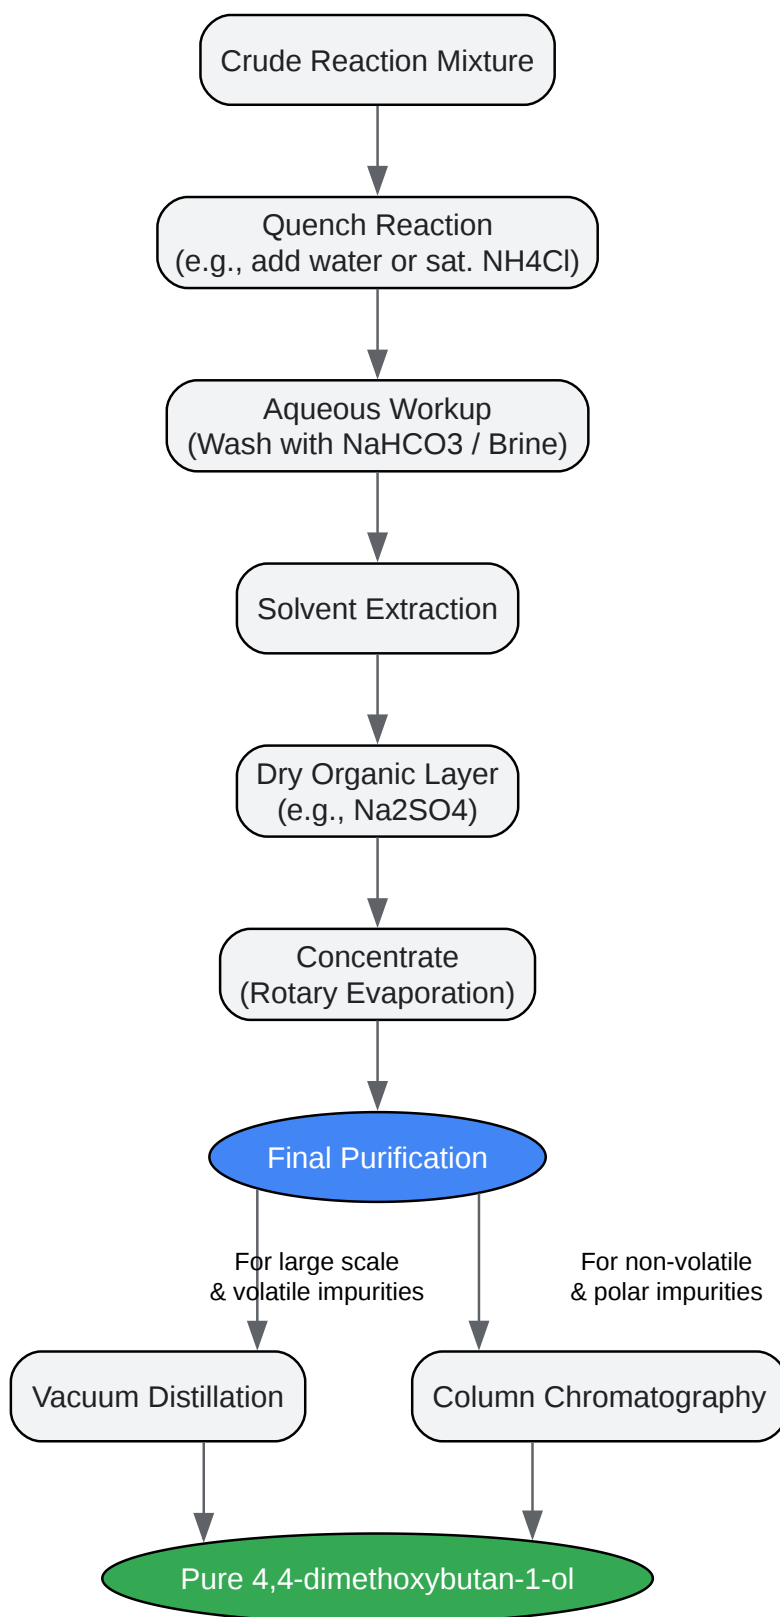 Crude Reaction Mixture
Quench Reaction
(e.g., add water or sat. NH4Cl)
Aqueous Workup
(Wash with NaHCO3 / Brine)
Solvent Extraction
Dry Organic Layer
(e.g., Na2SO4)
Concentrate
(Rotary Evaporation)
Final Purification
For large scale
& volatile impurities
For non-volatile
& polar impurities
Vacuum Distillation
Column Chromatography
Pure 4,4-dimethoxybutan-1-ol